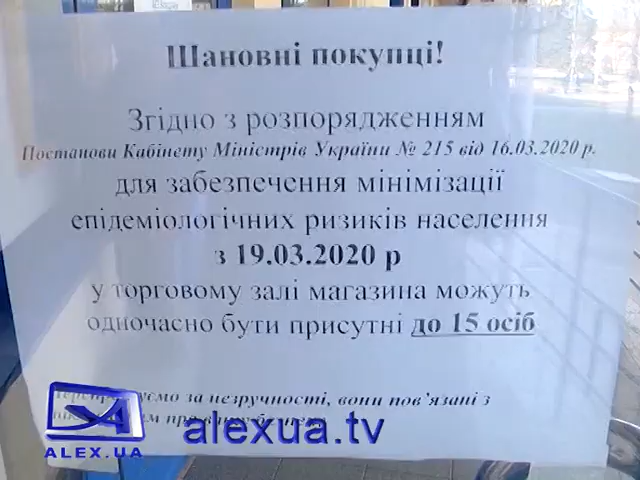 Шановні покупці!
Згідно з розпорядженням
Постанови Кабінету Міністрів України № 215 від 16.03.2020 р.
для забезпечення мінімізації
епідеміологічних ризиків населення
з 19.03.2020 р
у торговому залі магазина можуть
одночасно бути присутні до 15 осіб
за незручності, вони пов'язані з
alexua.tv
ALEX.UA